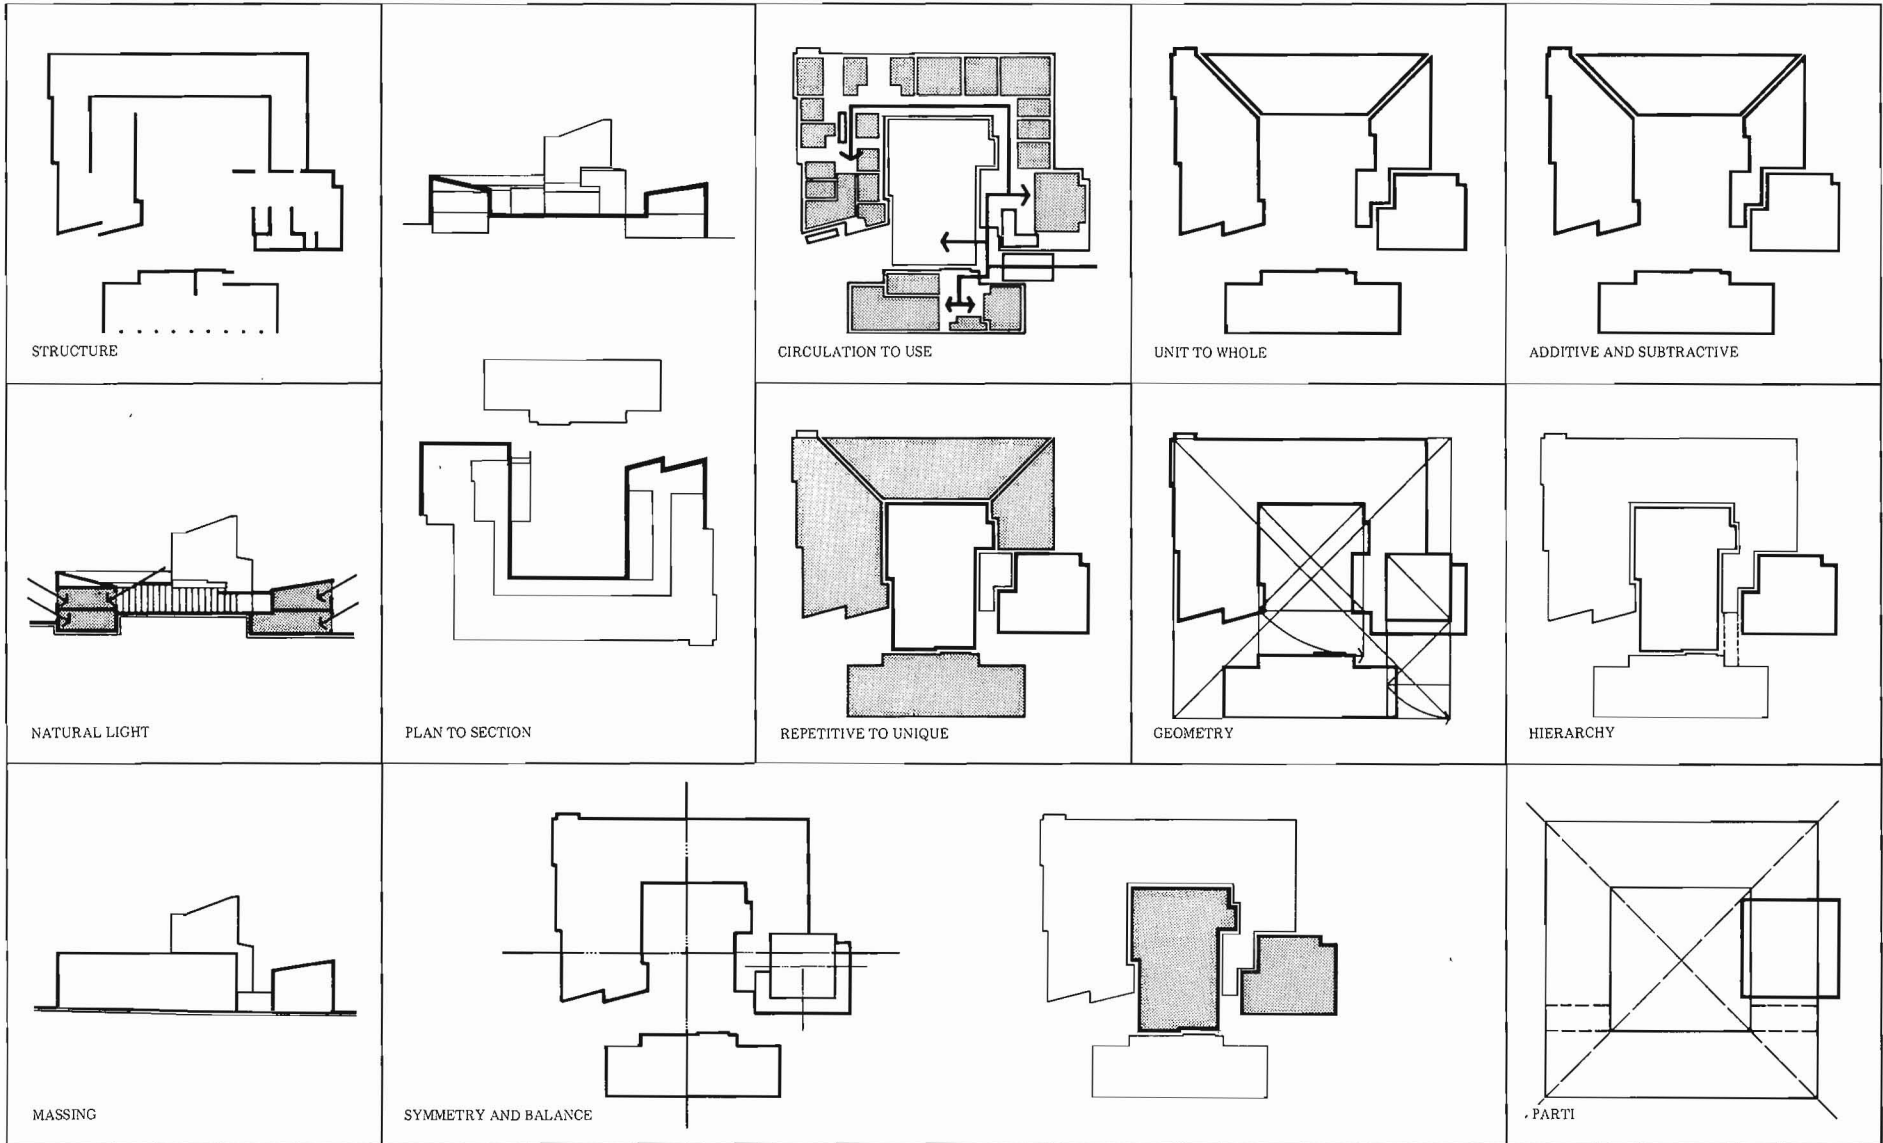 STRUCTURE
CIRCULATION TO USE
UNIT TO WHOLE
ADDITIVE AND SUBTRACTIVE
NATURAL LIGHT
PLAN TO SECTION
REPETITIVE TO UNIQUE
GEOMETRY
HIERARCHY
MASSING
SYMMETRY AND BALANCE
PARTI